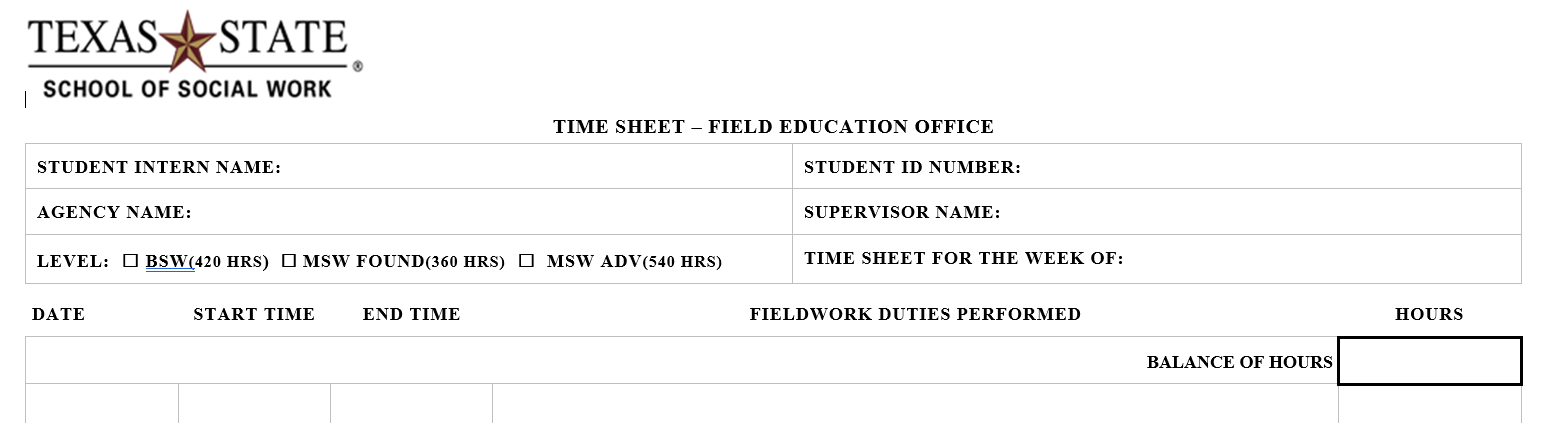 TEXAS STATE
®
SCHOOL OF SOCIAL WORK
TIME SHEET – FIELD EDUCATION OFFICE
STUDENT INTERN NAME: STUDENT ID NUMBER:
AGENCY NAME: SUPERVISOR NAME:
LEVEL: ☐ BSW(420 HRS) ☐ MSW FOUND(360 HRS) ☐ MSW ADV(540 HRS) TIME SHEET FOR THE WEEK OF:
DATE START TIME END TIME FIELDWORK DUTIES PERFORMED HOURS
BALANCE OF HOURS